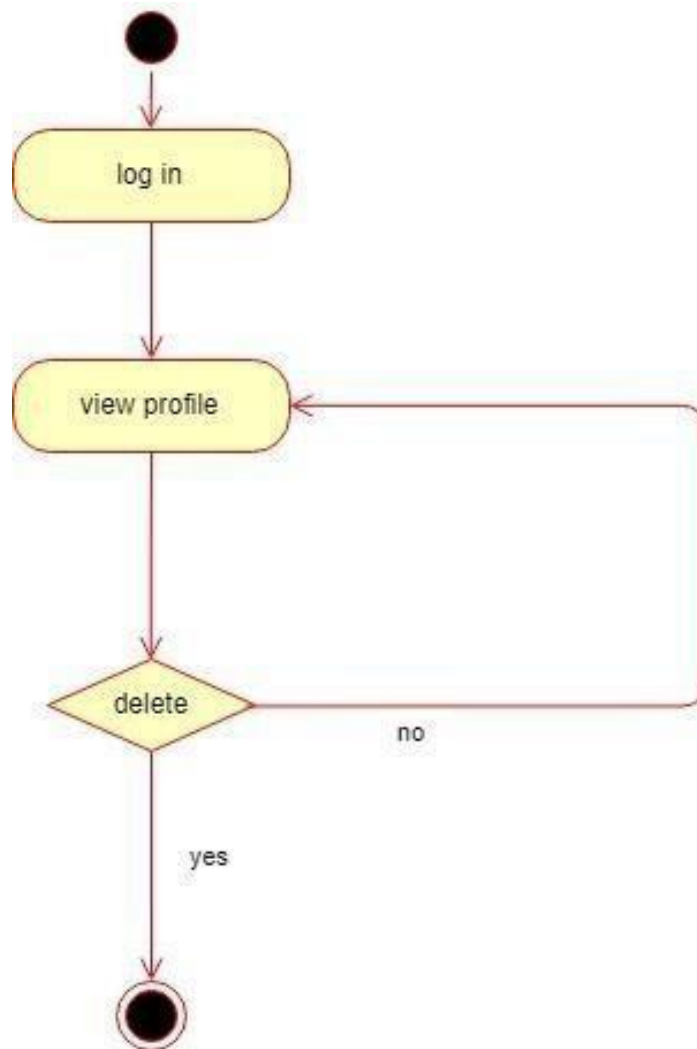 log in
view profile
delete
no
yes